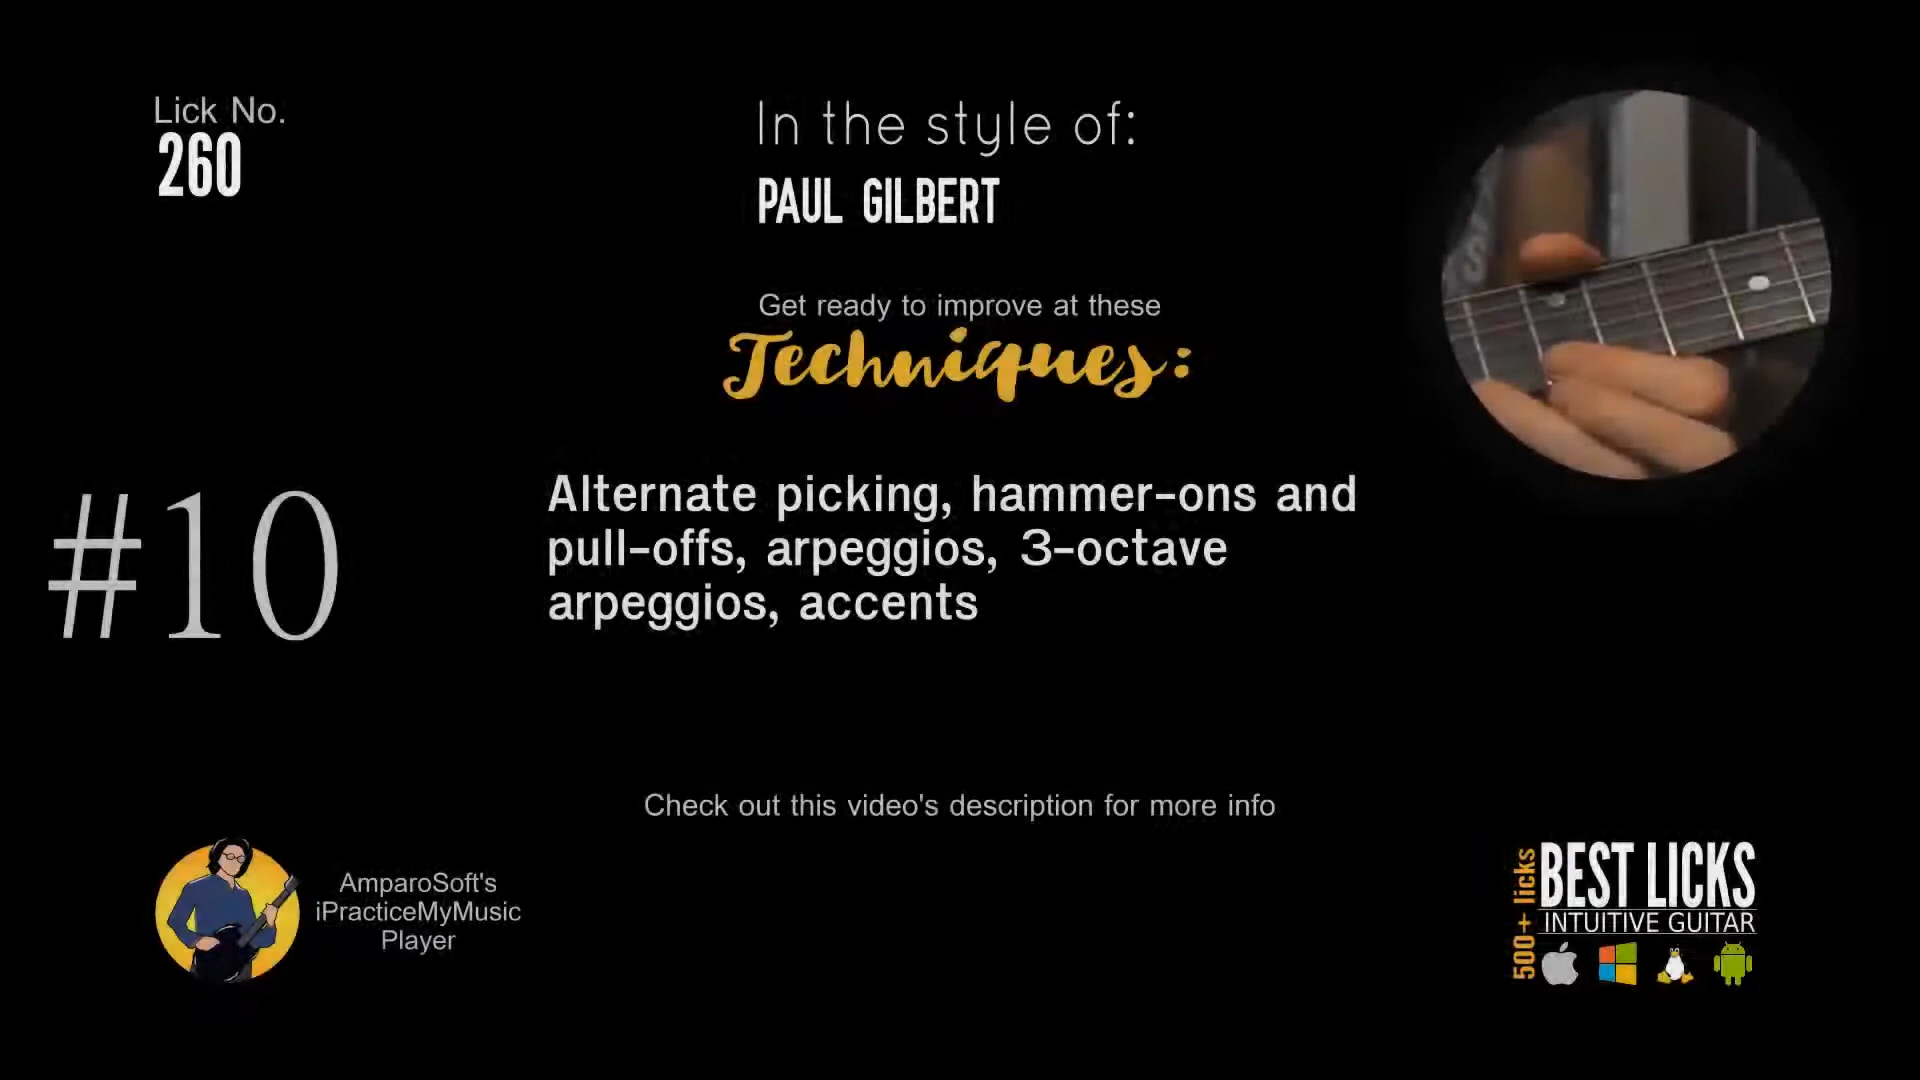 Lick No.
260
In the style of:
PAUL GILBERT
Get ready to improve at these
Techniques:
#10
Alternate picking, hammer-ons and
pull-offs, arpeggios, 3-octave
arpeggios, accents
Check out this video's description for more info
AmparoSoft's
iPracticeMyMusic
Player
500+ licks
BEST LICKS
INTUITIVE GUITAR